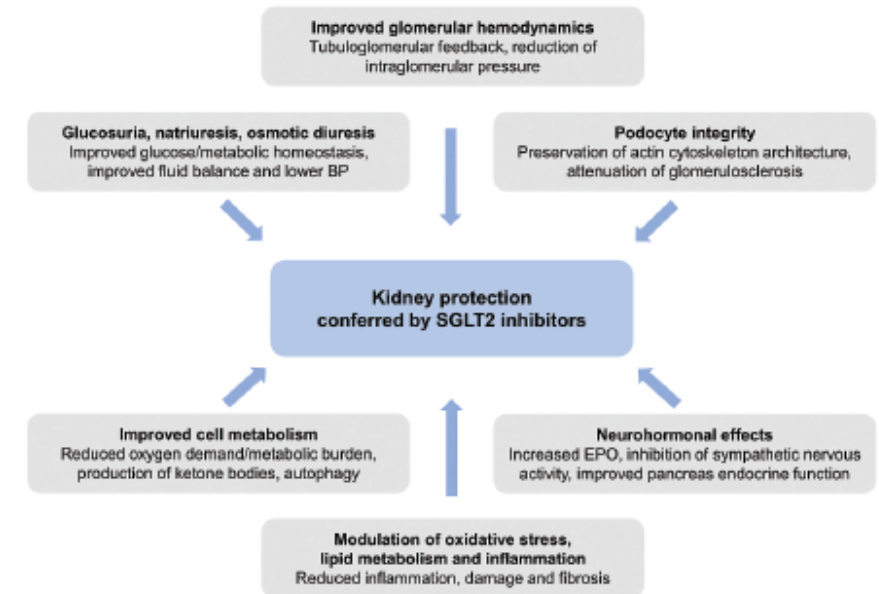 Improved glomerular hemodynamics
Tubuloglomerular feedback, reduction of
intraglomerular pressure
Glucosuria, natriuresis, osmotic diuresis
Improved glucose/metabolic homeostasis,
improved fluid balance and lower BP
Podocyte integrity
Preservation of actin cytoskeleton architecture,
attenuation of glomerulosclerosis
Kidney protection
conferred by SGLT2 inhibitors
Improved cell metabolism
Reduced oxygen demand/metabolic burden,
production of ketone bodies, autophagy
Neurohormonal effects
Increased EPO, inhibition of sympathetic nervous
activity, improved pancreas endocrine function
Modulation of oxidative stress,
lipid metabolism and inflammation
Reduced inflammation, damage and fibrosis